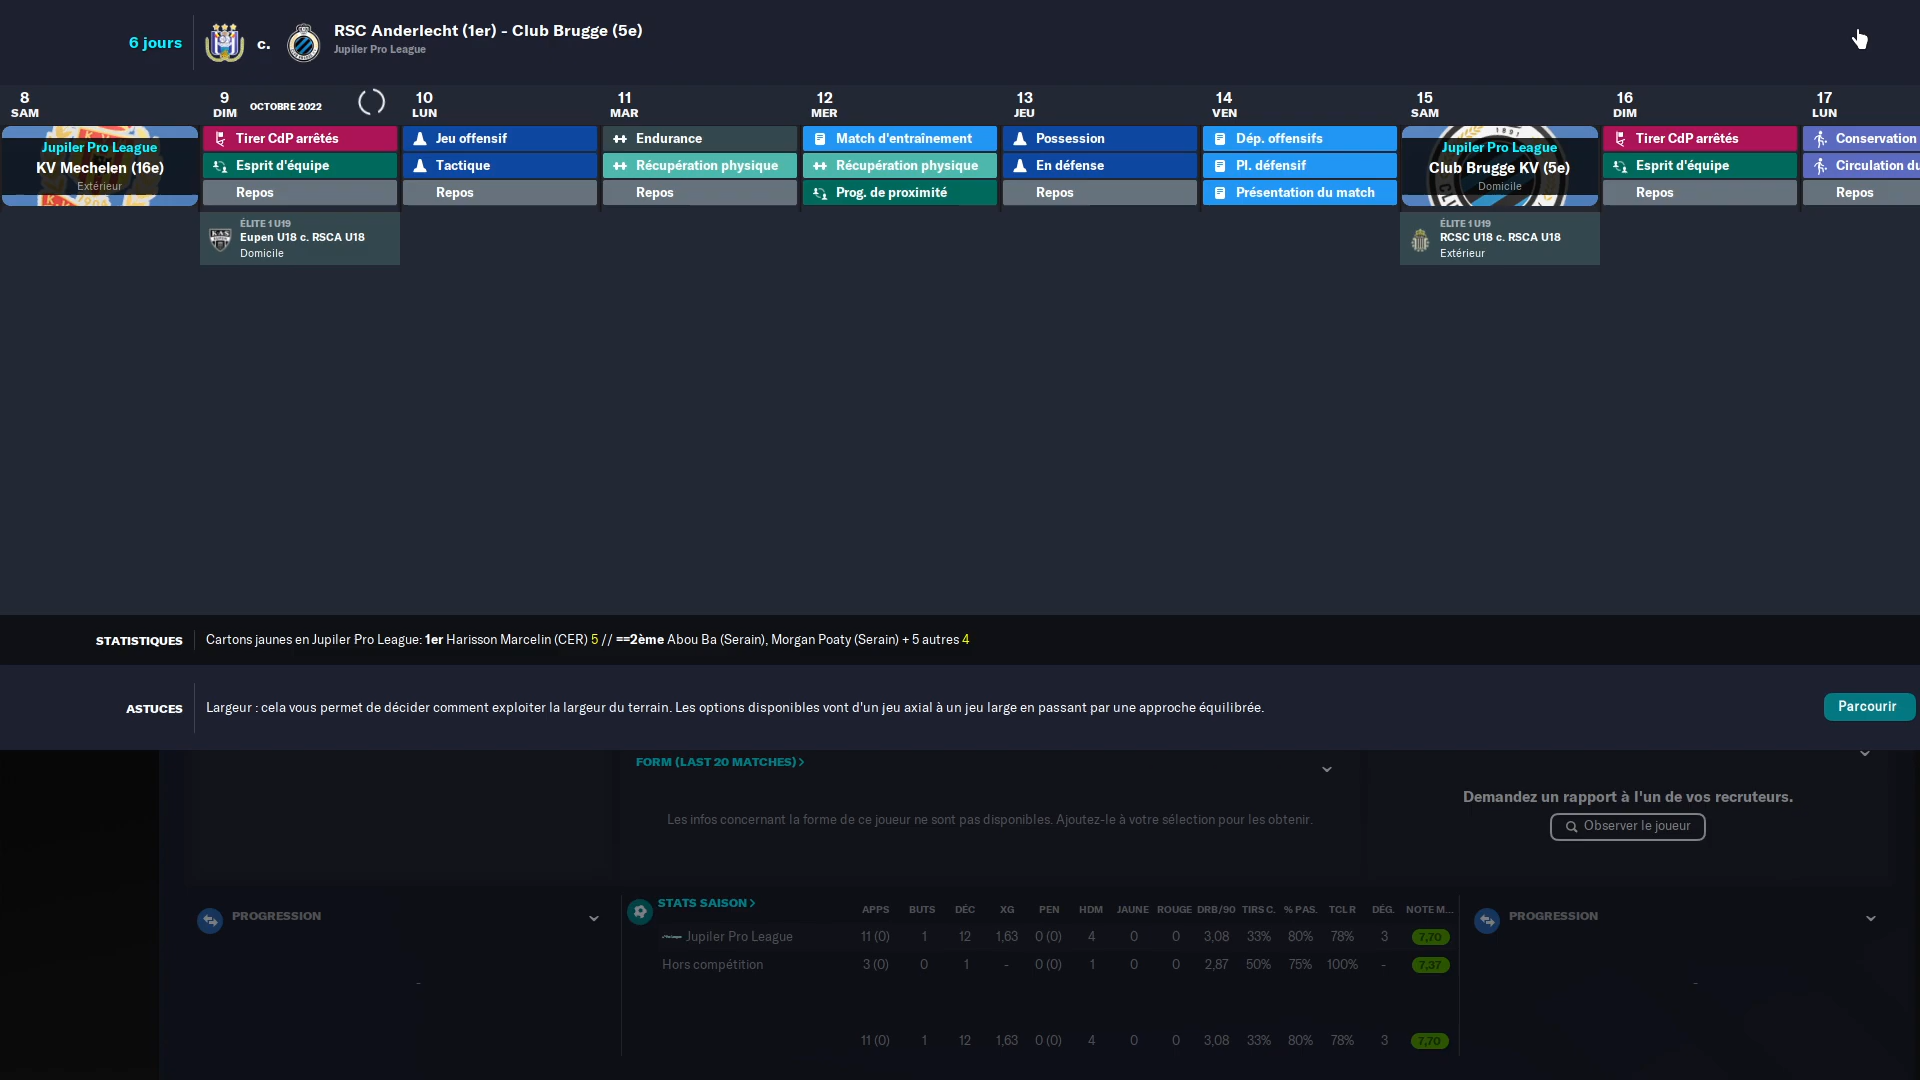 6 jours
c.
RSC Anderlecht (1er) - Club Brugge (5e)
Jupiler Pro League
8 SAM
9 DIM OCTOBRE 2022
10 LUN
11 MAR
12 MER
13 JEU
14 VEN
15 SAM
16 DIM
17 LUN
Jupiler Pro League
KV Mechelen (16e)
Extérieur
Tirer CdP arrêtés
Esprit d'équipe
Repos
Jeu offensif
Tactique
Repos
Endurance
Récupération physique
Repos
Match d'entraînement
Récupération physique
Prog. de proximité
Possession
En défense
Repos
Dép. offensifs
Pl. défensif
Présentation du match
Jupiler Pro League
Club Brugge KV (5e)
Domicile
Tirer CdP arrêtés
Esprit d'équipe
Repos
Conservation
Circulation du
Repos
ÉLITE 1 U19
Eupen U18 c. RSCA U18
Domicile
ÉLITE 1 U19
RCSC U18 c. RSCA U18
Extérieur
STATISTIQUES
Cartons jaunes en Jupiler Pro League: 1er Harisson Marcelin (CER) 5 // ==2ème Abou Ba (Serain), Morgan Poaty (Serain) + 5 autres 4
ASTUCES
Largeur : cela vous permet de décider comment exploiter la largeur du terrain. Les options disponibles vont d'un jeu axial à un jeu large en passant par une approche équilibrée.
Parcourir
FORM (LAST 20 MATCHES) >
Les infos concernant la forme de ce joueur ne sont pas disponibles. Ajoutez-le à votre sélection pour les obtenir.
Demandez un rapport à l'un de vos recruteurs.
Observer le joueur
PROGRESSION
-
STATS SAISON >
APPS BUTS DÉC XG PEN HDM JAUNE ROUGE DRB/90 TIRS C. % PAS. TCL R DÉG. NOTE M...
Jupiler Pro League 11 (0) 1 12 1,63 0 (0) 4 0 0 3,08 33% 80% 78% 3 7,70
Hors compétition 3 (0) 0 1 - 0 (0) 1 0 0 2,87 50% 75% 100% - 7,37
11 (0) 1 12 1,63 0 (0) 4 0 0 3,08 33% 80% 78% 3 7,70
PROGRESSION
-